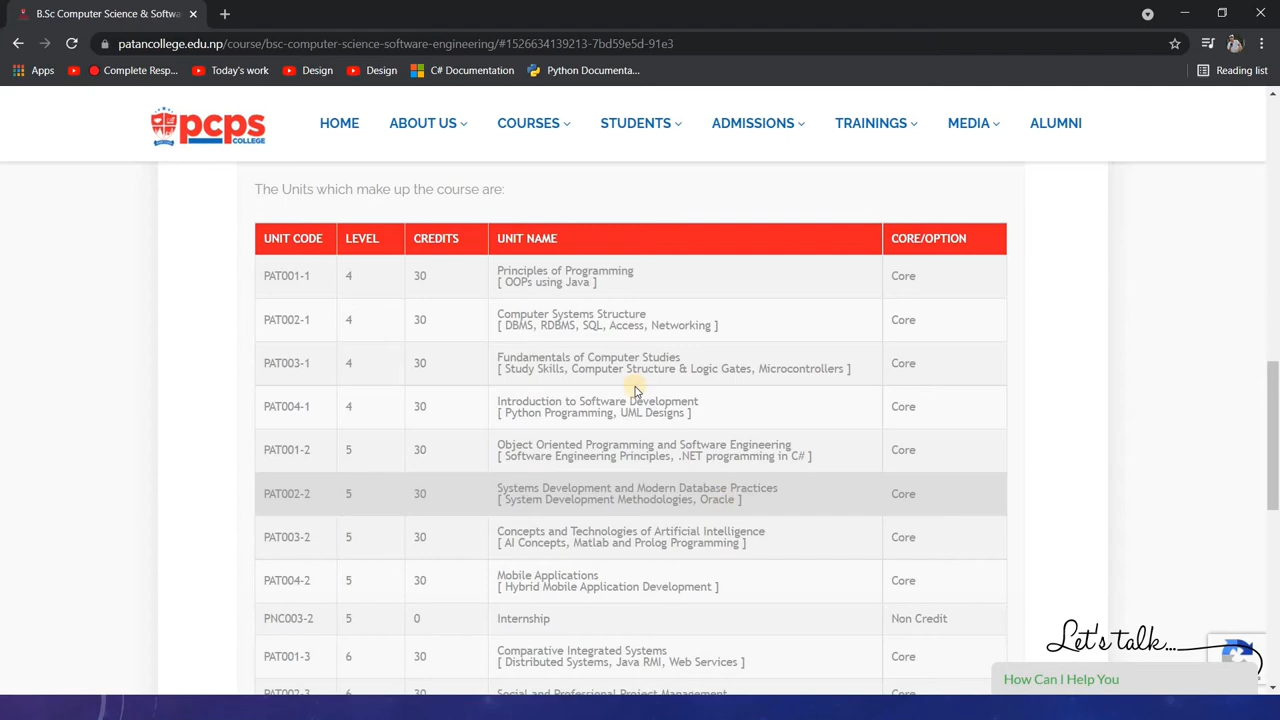 B.Sc Computer Science & Softwa
patancollege.edu.np/course/bsc-computer-science-software-engineering/#1526634139213-7bd59e5d-91e3
Apps Complete Resp... Today's work Design Design C# Documentation Python Documenta... Reading list
pcps COLLEGE HOME ABOUT US COURSES STUDENTS ADMISSIONS TRAININGS MEDIA ALUMNI
The Units which make up the course are:
UNIT CODE LEVEL CREDITS UNIT NAME CORE/OPTION
PAT001-1 4 30 Principles of Programming Core
[ OOPs using Java ]
PAT002-1 4 30 Computer Systems Structure Core
[ DBMS, RDBMS, SQL, Access, Networking ]
PAT003-1 4 30 Fundamentals of Computer Studies Core
[ Study Skills, Computer Structure & Logic Gates, Microcontrollers ]
PAT004-1 4 30 Introduction to Software Development Core
[ Python Programming, UML Designs ]
PAT001-2 5 30 Object Oriented Programming and Software Engineering Core
[ Software Engineering Principles, .NET programming in C# ]
PAT002-2 5 30 Systems Development and Modern Database Practices Core
[ System Development Methodologies, Oracle ]
PAT003-2 5 30 Concepts and Technologies of Artificial Intelligence Core
[ AI Concepts, Matlab and Prolog Programming ]
PAT004-2 5 30 Mobile Applications Core
[ Hybrid Mobile Application Development ]
PNC003-2 5 0 Internship Non Credit
PAT001-3 6 30 Comparative Integrated Systems Core
[ Distributed Systems, Java RMI, Web Services ]
PAT002-3 6 30 Social and Professional Project Management Core
Let's talk...
How Can I Help You